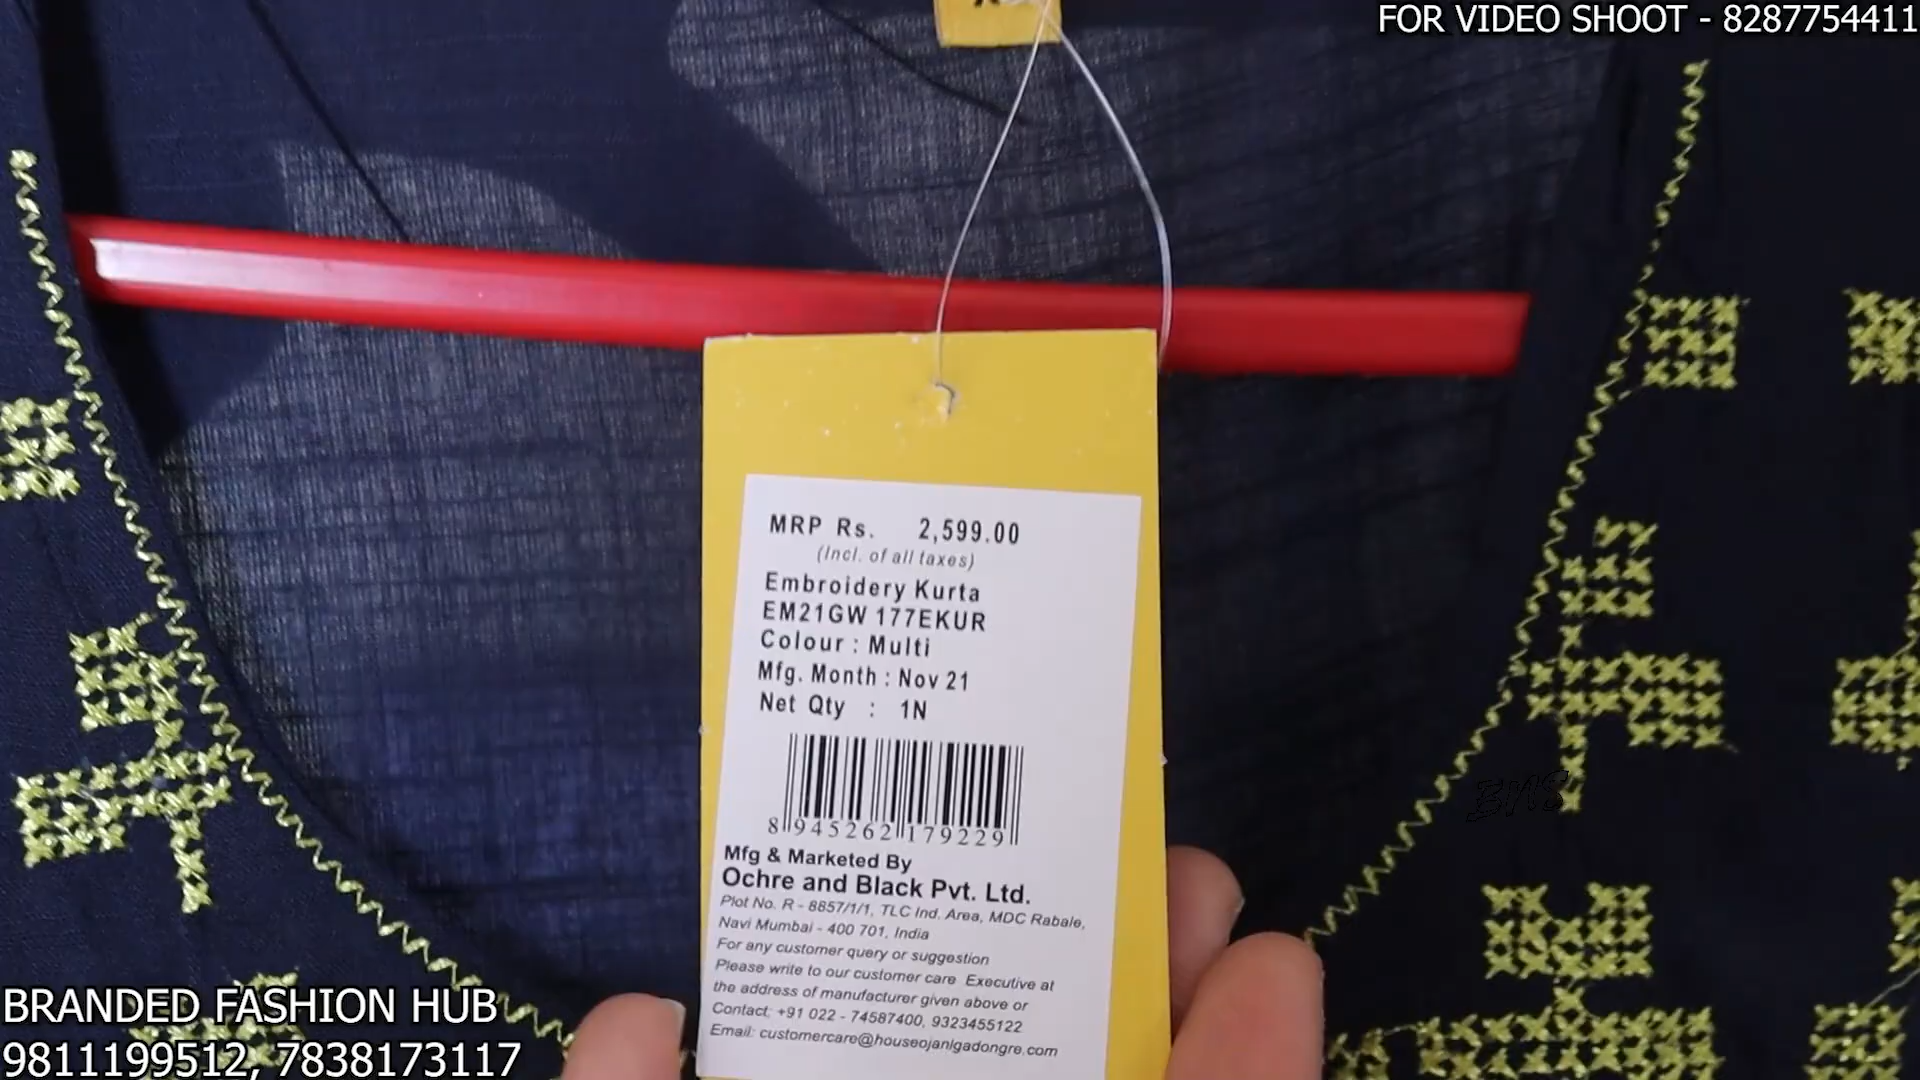 FOR VIDEO SHOOT - 8287754411
MRP Rs. 2,599.00
(Incl. of all taxes)
Embroidery Kurta
EM21GW 177EKUR
Colour : Multi
Mfg. Month : Nov 21
Net Qty : 1N
8 945262 179229
Mfg & Marketed By
Ochre and Black Pvt. Ltd.
Plot No. R - 8857/1/1, TLC Ind. Area, MDC Rabale,
Navi Mumbai - 400 701, India
For any customer query or suggestion
Please write to our customer care Executive at
the address of manufacturer given above or
Contact: +91 022 - 74587400, 9323455122
Email: customercare@houseojanigadongre.com
BMS
BRANDED FASHION HUB
9811199512, 7838173117